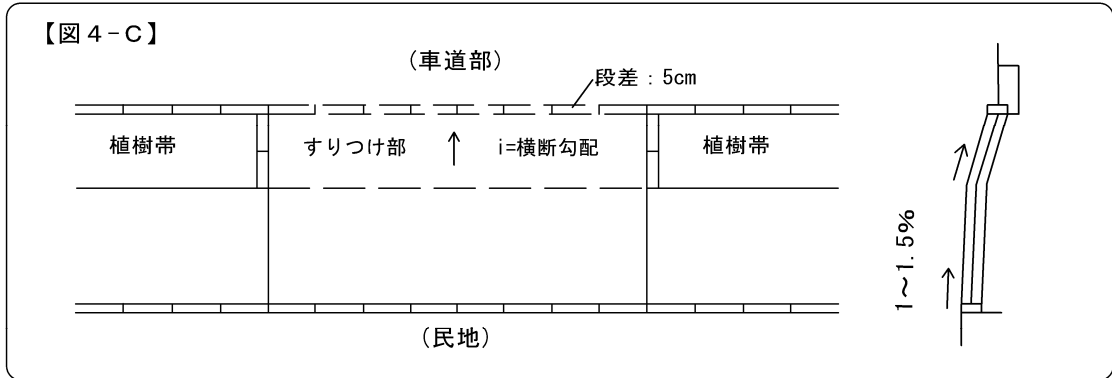 【図4-C】
(車道部)
段差:5cm
植樹帯
すりつけ部
i=横断勾配
植樹帯
1~1.5%
(民地)